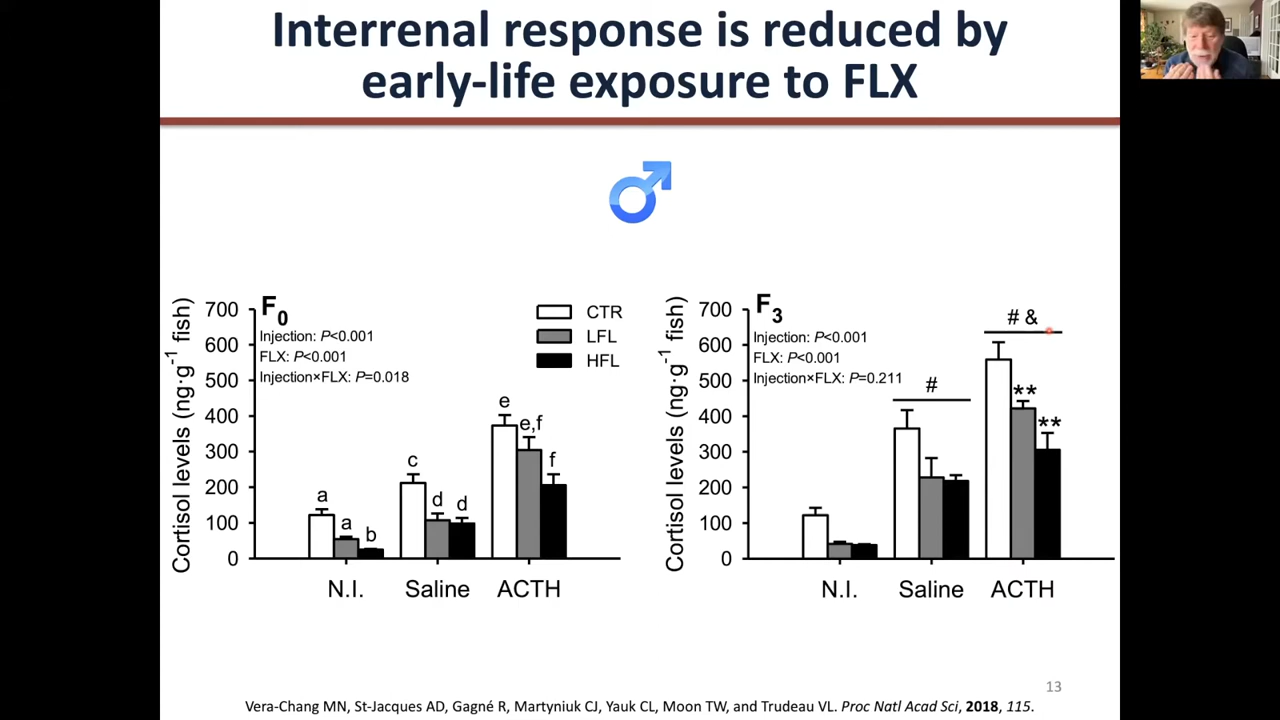 Interrenal response is reduced by
early-life exposure to FLX
F0
Injection: P<0.001
FLX: P<0.001
Injection×FLX: P=0.018
CTR
LFL
HFL
Cortisol levels (ng·g-1 fish)
700
600
500
400
300
200
100
0
a
a
b
c
d
d
e
e,f
f
N.I. Saline ACTH
F3
Injection: P<0.001
FLX: P<0.001
Injection×FLX: P=0.211
Cortisol levels (ng·g-1 fish)
700
600
500
400
300
200
100
0
#
# &
**
**
N.I. Saline ACTH
13
Vera-Chang MN, St-Jacques AD, Gagné R, Martyniuk CJ, Yauk CL, Moon TW, and Trudeau VL. Proc Natl Acad Sci, 2018, 115.